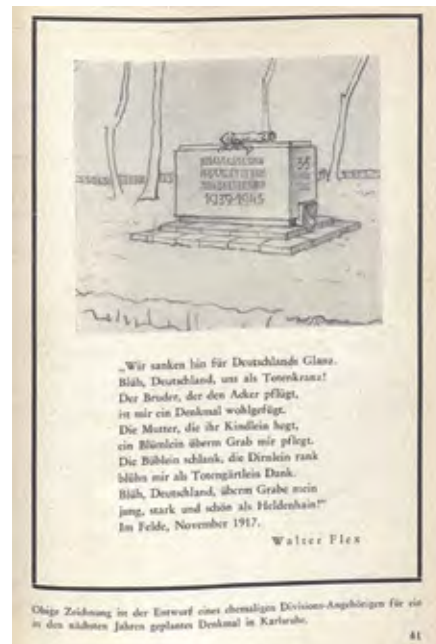 1939-1945
35
„Wir sanken hin für Deutschlands Glanz.
Blüh, Deutschland, uns als Totenkranz!
Der Bruder, der den Acker pflügt,
ist mir ein Denkmal wohlgefügt.
Die Mutter, die ihr Kindlein hegt,
ein Blümlein überm Grab mir pflegt.
Die Büblein schlank, die Dirnlein rank
blühn mir als Totengärtlein Dank.
Blüh, Deutschland, überm Grabe mein
jung, stark und schön als Heldenhain!"
Im Felde, November 1917.
Walter Flex
Obige Zeichnung ist der Entwurf eines ehemaligen Divisions-Angehörigen für ein
in den nächsten Jahren geplantes Denkmal in Karlsruhe.
41